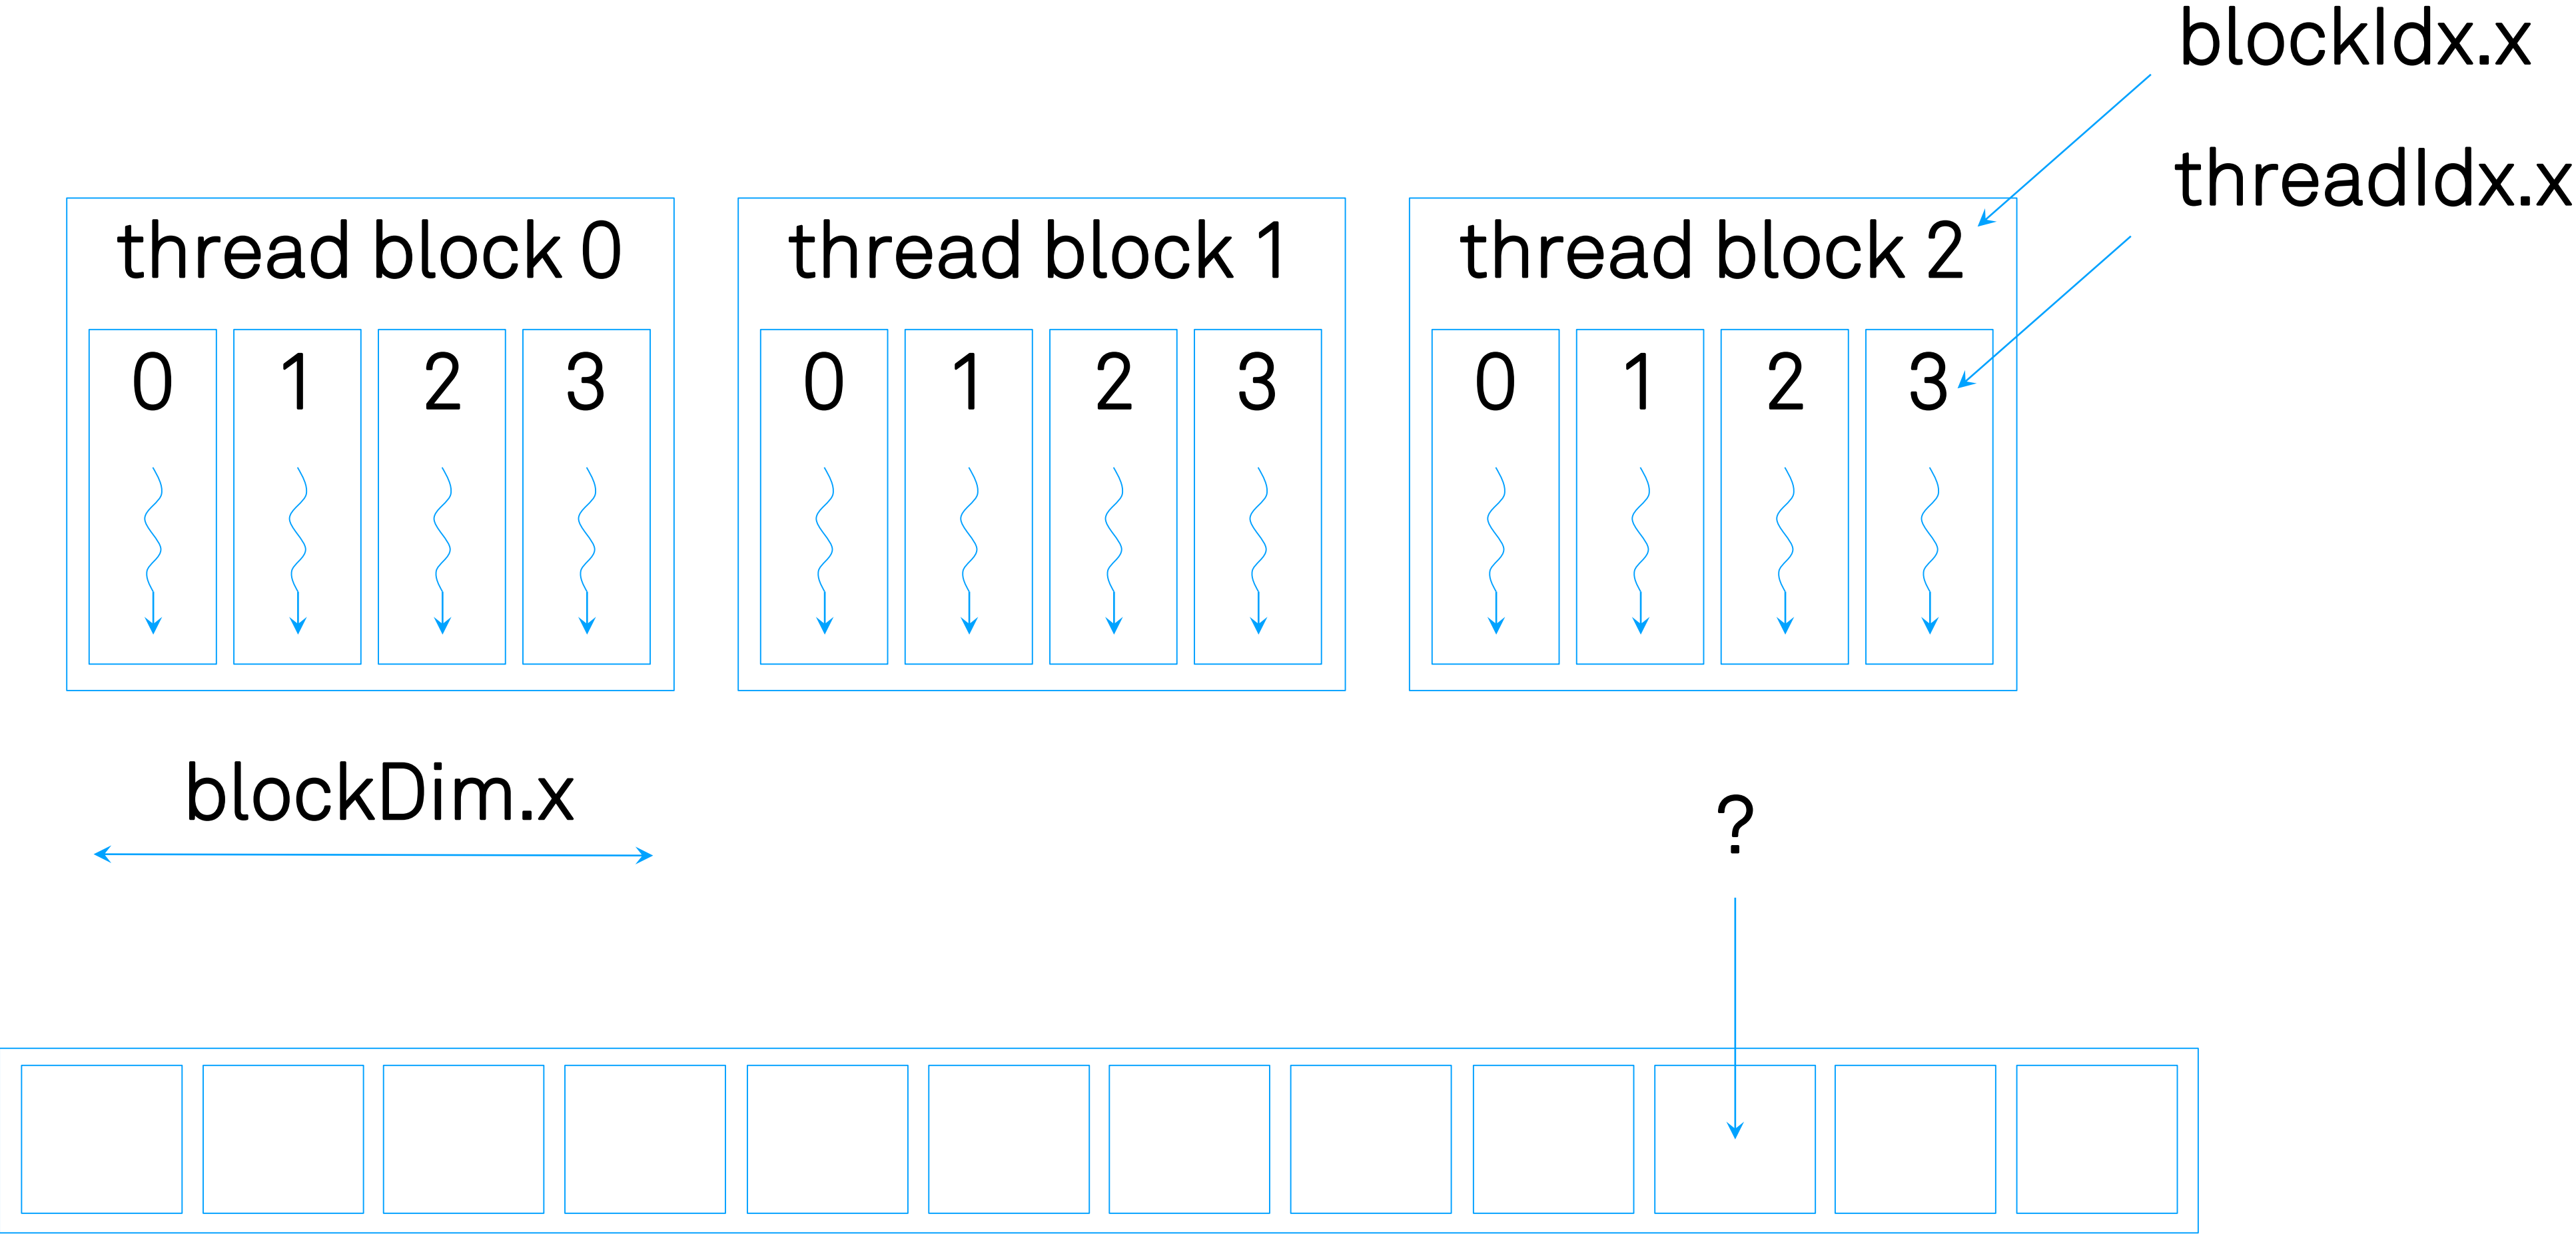 blockIdx.x
threadIdx.x
thread block 0
0 1 2 3
thread block 1
0 1 2 3
thread block 2
0 1 2 3
blockDim.x
?